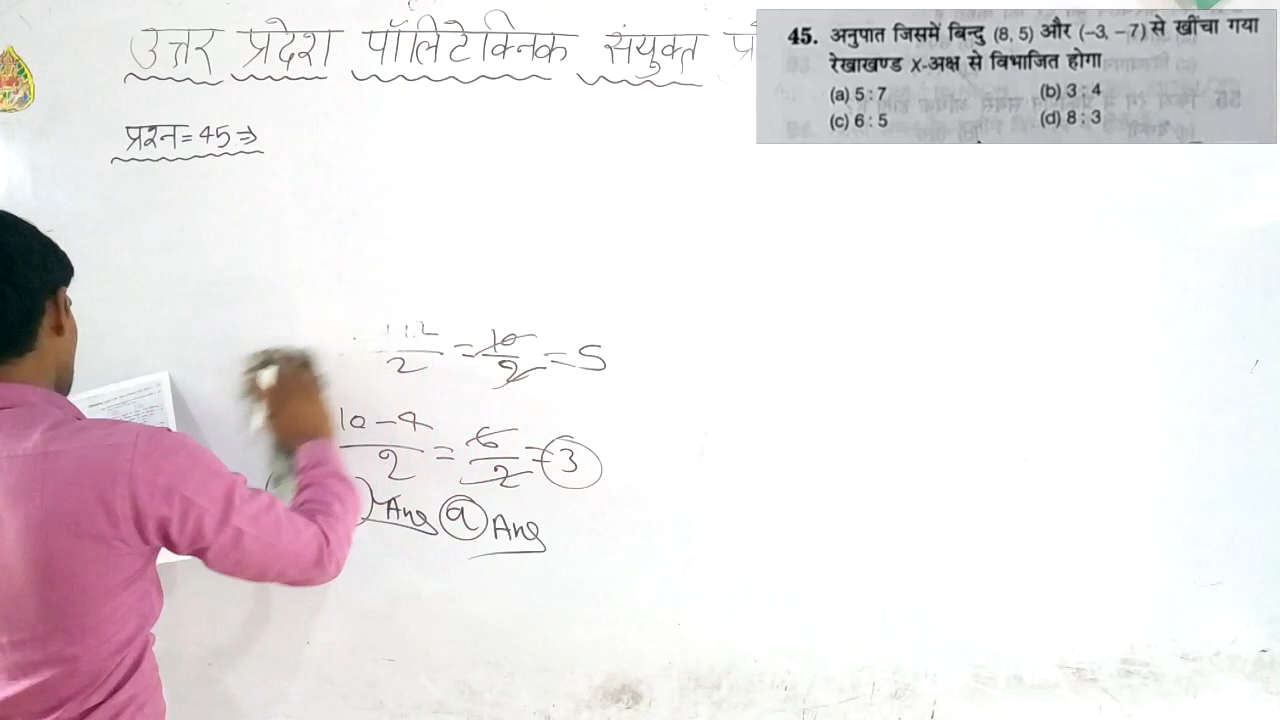 उत्तर प्रदेश पॉलिटेक्निक संयुक्त
प्रश्न=45⇒
45. अनुपात जिसमें बिन्दु (8, 5) और (–3, –7) से खींचा गया
रेखाखण्ड X-अक्ष से विभाजित होगा
(a) 5 : 7 (b) 3 : 4
(c) 6 : 5 (d) 8 : 3
2 = 10/2 = 5
10-4/2 = 6/2 = 3
Ans (a) Ans